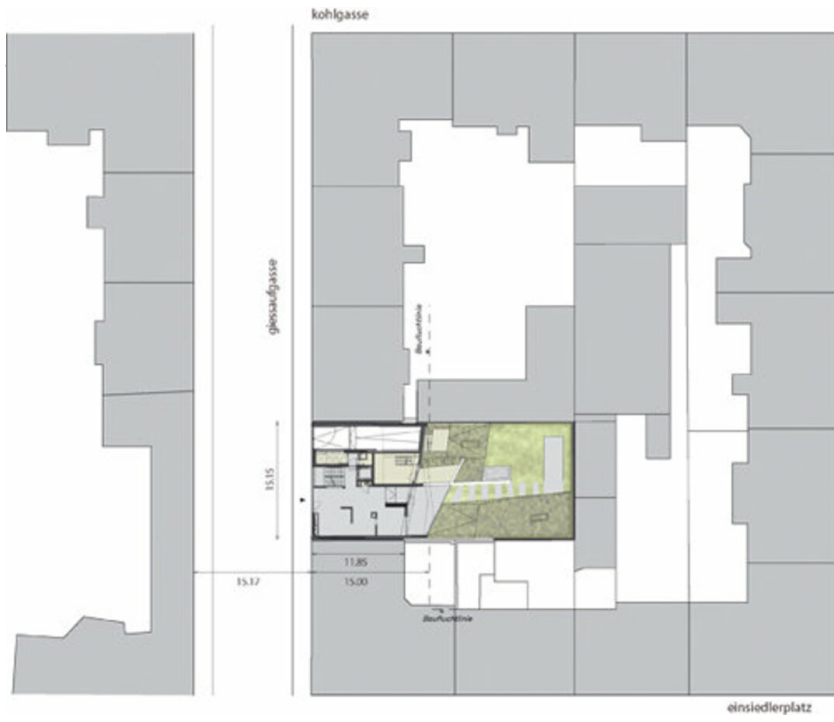 kohlgasse
giessaufgasse
Baufluchtlinie
15.15
11.85
15.17
15.00
Baufluchtlinie
einsiedlerplatz